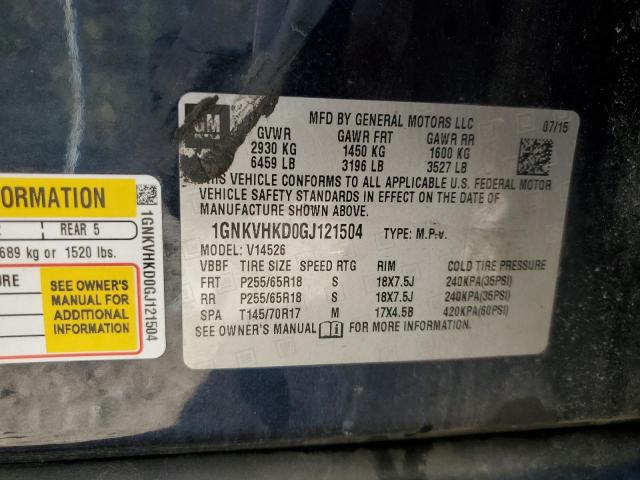 GM
MFD BY GENERAL MOTORS LLC
07/15
GVWR GAWR FRT GAWR RR
2930 KG 1450 KG 1600 KG
6459 LB 3196 LB 3527 LB
THIS VEHICLE CONFORMS TO ALL APPLICABLE U.S. FEDERAL MOTOR
VEHICLE SAFETY STANDARDS IN EFFECT ON THE DATE OF
MANUFACTURE SHOWN ABOVE.
1GNKVHKD0GJ121504 TYPE: M.P.V.
MODEL: V14526
VBBF TIRE SIZE SPEED RTG RIM COLD TIRE PRESSURE
FRT P255/65R18 S 18X7.5J 240KPA(35PSI)
RR P255/65R18 S 18X7.5J 240KPA(35PSI)
SPA T145/70R17 M 17X4.5B 420KPA(60PSI)
SEE OWNER'S MANUAL FOR MORE INFORMATION.
ORMATION
REAR 5
689 kg or 1520 lbs.
URE
SEE OWNER'S
MANUAL FOR
ADDITIONAL
INFORMATION
1GNKVHKD0GJ121504